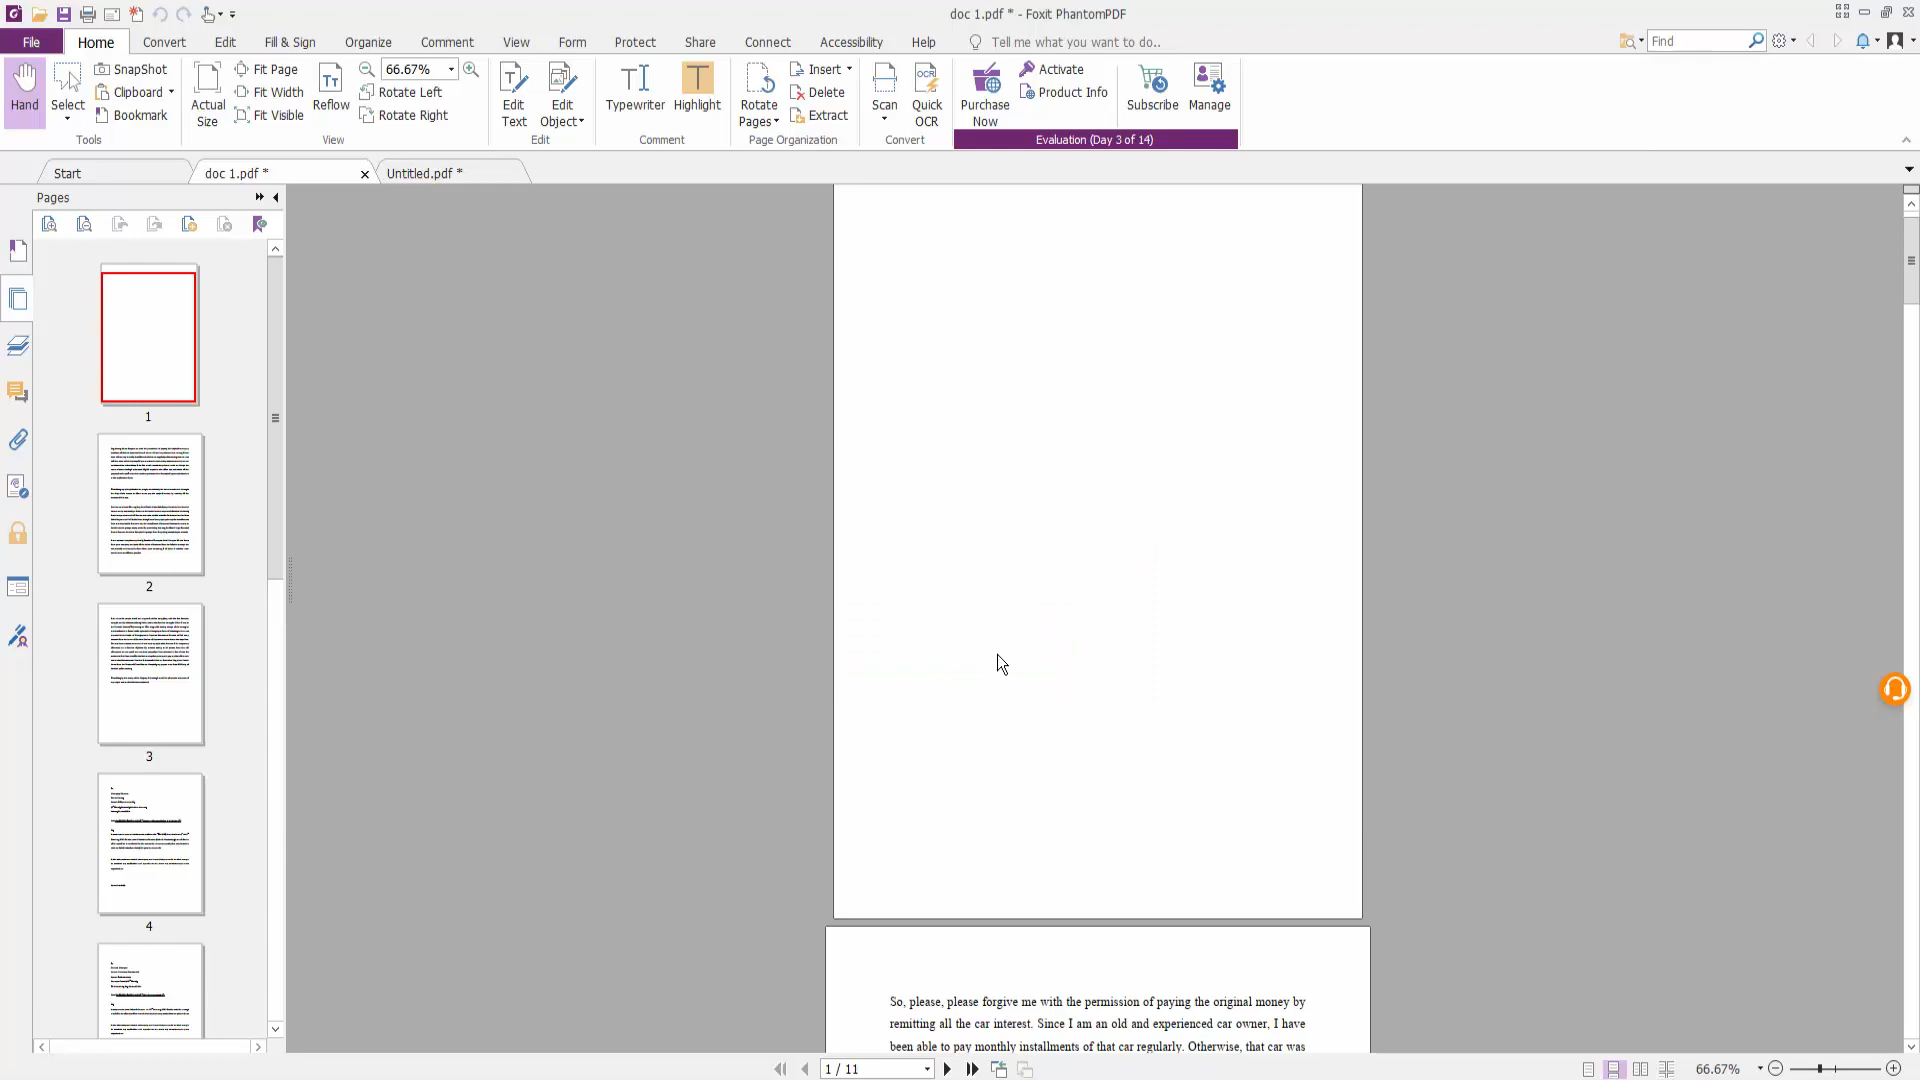 doc 1.pdf * - Foxit PhantomPDF
File Home Convert Edit Fill & Sign Organize Comment View Form Protect Share Connect Accessibility Help Tell me what you want to do.. Find
Hand
Select
SnapShot
Clipboard
Bookmark
Tools
Actual Size
Fit Page
Fit Width
Fit Visible
Reflow
66.67%
Rotate Left
Rotate Right
View
Edit Text
Edit Object
Edit
Typewriter
Highlight
Comment
Rotate Pages
Insert
Delete
Extract
Page Organization
Scan
Quick OCR
Convert
Purchase Now
Activate
Product Info
Subscribe
Manage
Evaluation (Day 3 of 14)
Start
doc 1.pdf *
Untitled.pdf *
Pages
1
2
3
4
So, please, please forgive me with the permission of paying the original money by
remitting all the car interest. Since I am an old and experienced car owner, I have
been able to pay monthly installments of that car regularly. Otherwise, that car was
1 / 11
66.67%